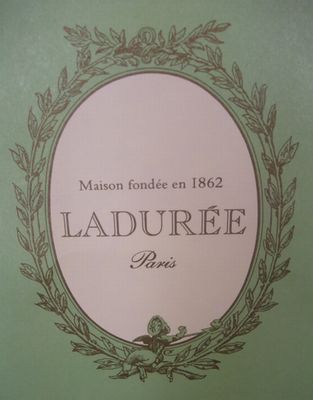 Maison fondée en 1862
LADURÉE
Paris